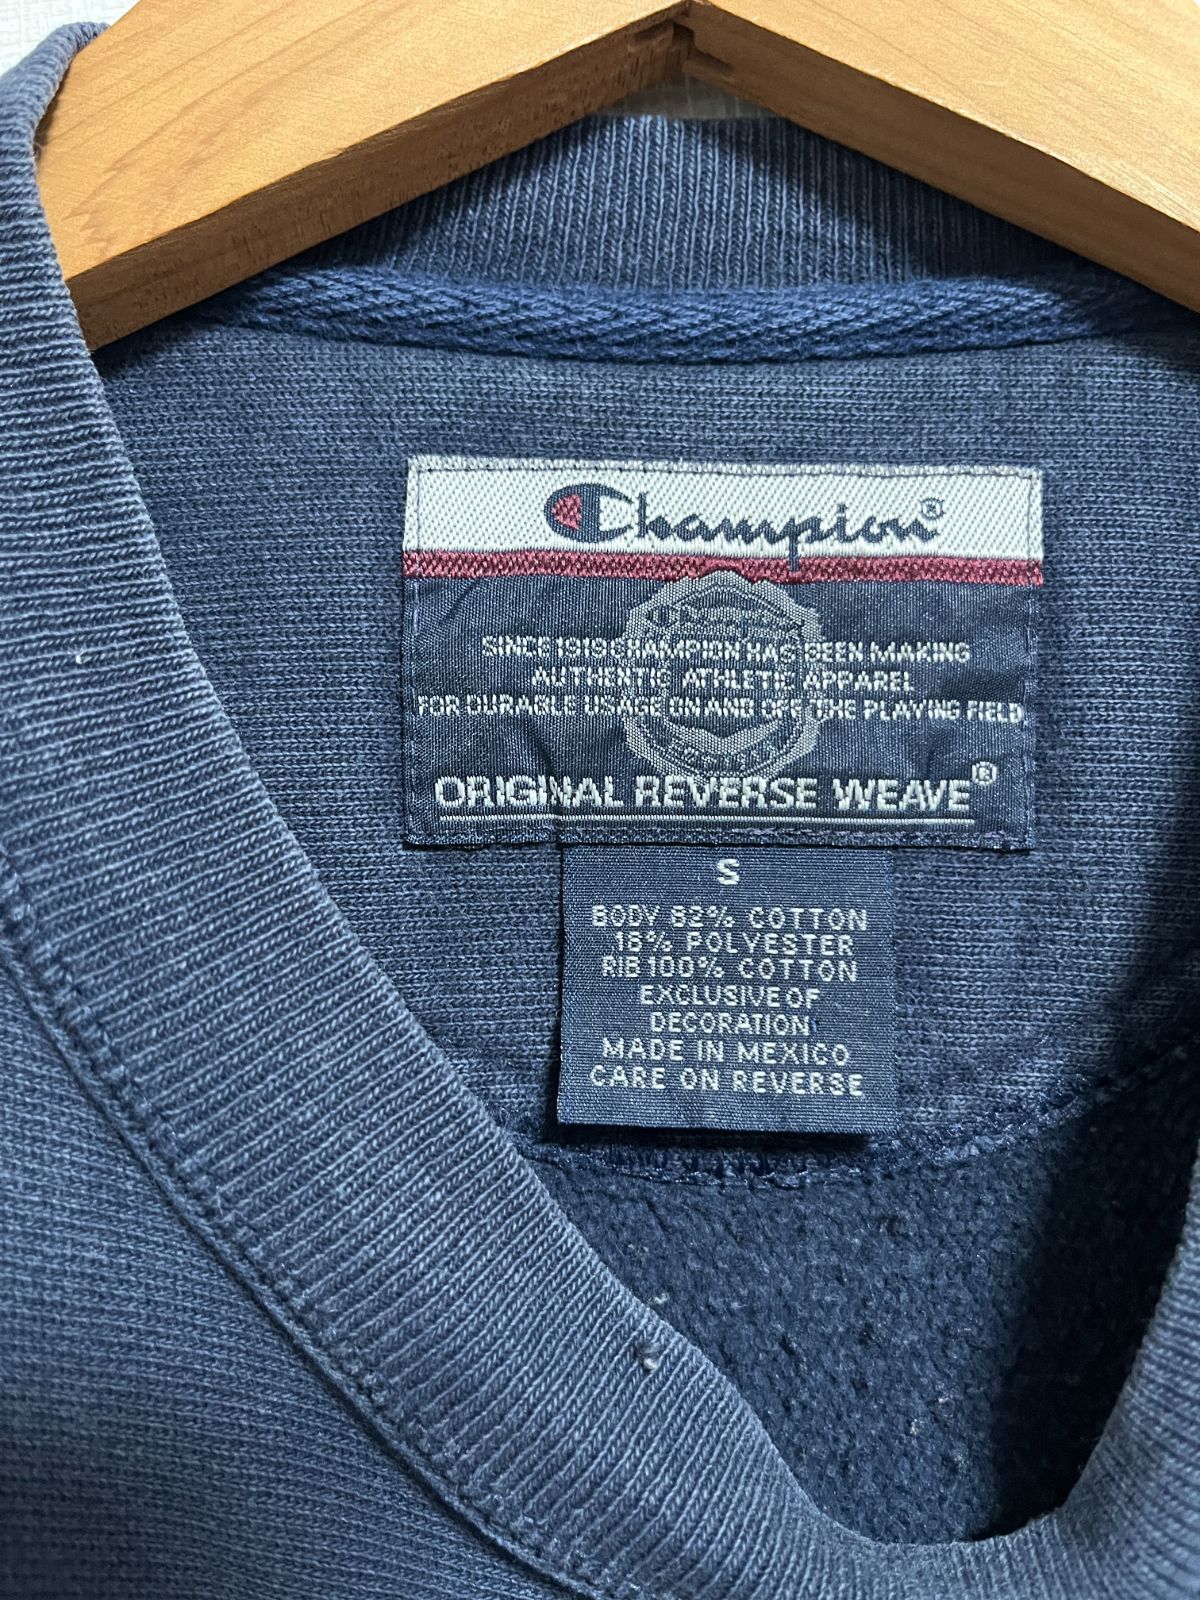 Champion®
SINCE 1919 CHAMPION HAS BEEN MAKING
AUTHENTIC ATHLETIC APPAREL
FOR DURABLE USAGE ON AND OFF THE PLAYING FIELD
ORIGINAL REVERSE WEAVE®
S
BODY 82% COTTON
18% POLYESTER
RIB 100% COTTON
EXCLUSIVE OF
DECORATION
MADE IN MEXICO
CARE ON REVERSE